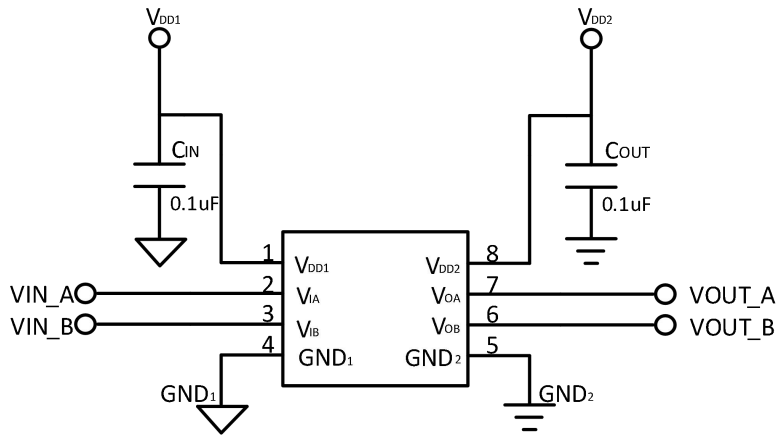 VDD1 VDD2
CIN COUT
0.1uF 0.1uF
1 8
VDD1 VDD2
VIN_A 2 7 VOUT_A
VIA VOA
VIN_B 3 6 VOUT_B
VIB VOB
4 5
GND1 GND2
GND1 GND2